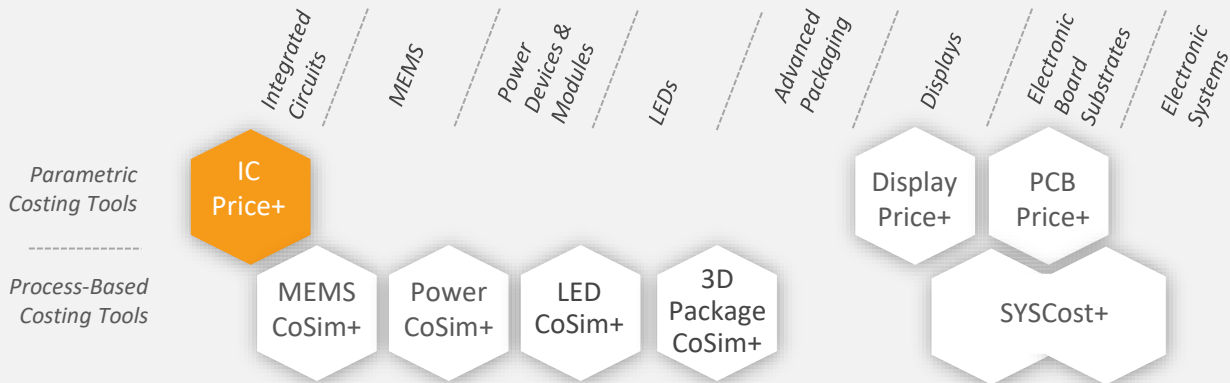 Integrated
Circuits
MEMS
Power
Devices &
Modules
LEDs
Advanced
Packaging
Displays
Electronic
Board
Substrates
Electronic
Systems
Parametric
Costing Tools
IC
Price+
Display
Price+
PCB
Price+
Process-Based
Costing Tools
MEMS
CoSim+
Power
CoSim+
LED
CoSim+
3D
Package
CoSim+
SYSCost+